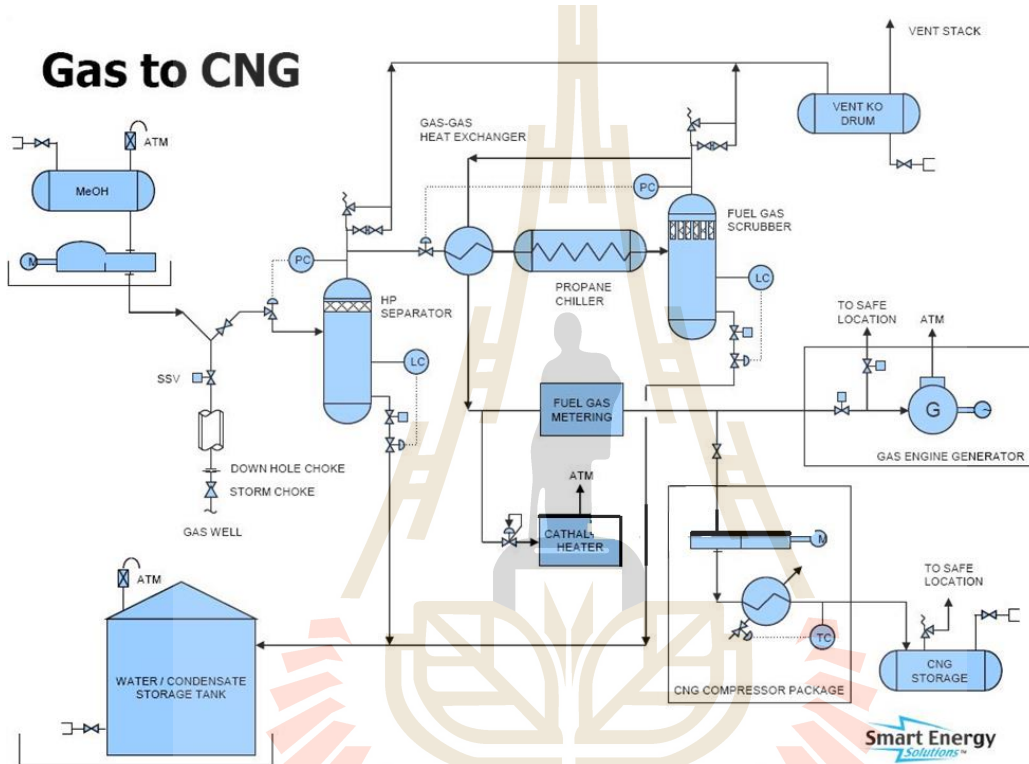 Gas to CNG
VENT STACK
VENT KO
DRUM
ATM
GAS-GAS
HEAT EXCHANGER
MeOH
PC
FUEL GAS
SCRUBBER
M
PC
HP
SEPARATOR
PROPANE
CHILLER
LC
TO SAFE
LOCATION
ATM
LC
SSV
FUEL GAS
METERING
G
GAS ENGINE GENERATOR
DOWN HOLE CHOKE
STORM CHOKE
GAS WELL
ATM
CATHAL-
HEATER
M
ATM
TO SAFE
LOCATION
TC
WATER / CONDENSATE
STORAGE TANK
CNG
STORAGE
CNG COMPRESSOR PACKAGE
Smart Energy
Solutions™